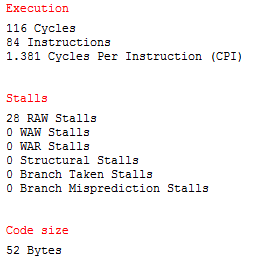 Execution
116 Cycles
84 Instructions
1.381 Cycles Per Instruction (CPI)
Stalls
28 RAW Stalls
0 WAW Stalls
0 WAR Stalls
0 Structural Stalls
0 Branch Taken Stalls
0 Branch Misprediction Stalls
Code size
52 Bytes